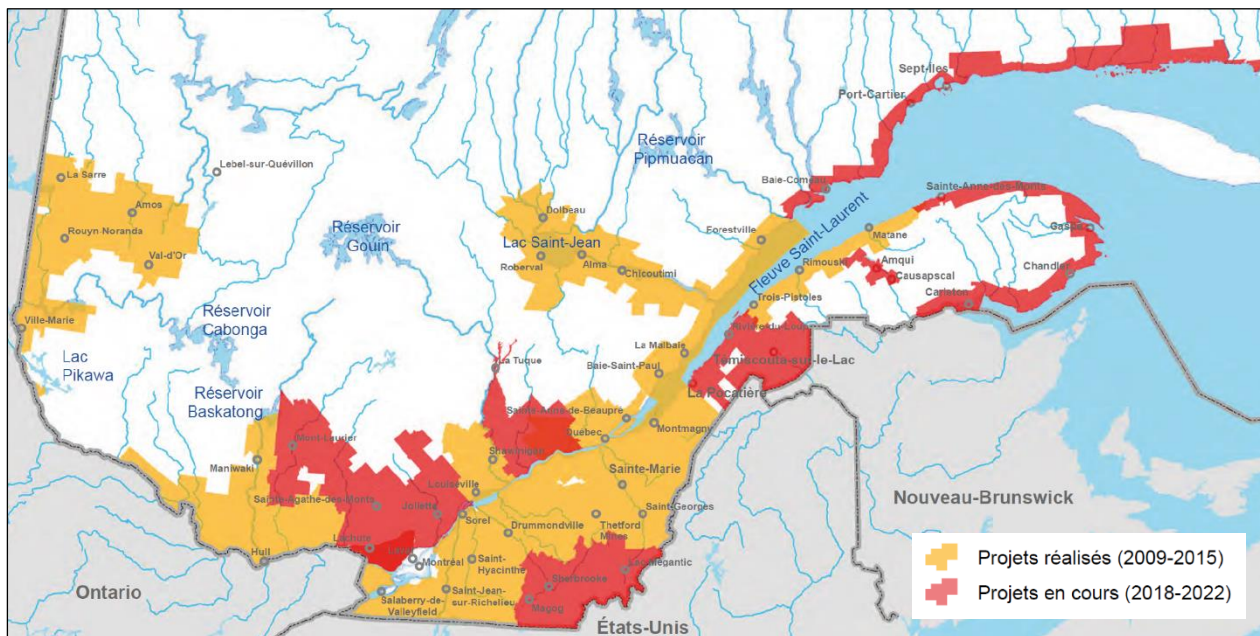 Sept-Iles
Port-Cartier
Réservoir
Pipmuacan
Lebel-sur-Quévillon
La Sarre
Baie-Comeau
Sainte-Anne-des-Monts
Amos
Dolbeau
Réservoir
Gouin
Forestville
Fleuve Saint-Laurent
Matane
Gaspé
Rouyn-Noranda
Lac Saint-Jean
Val-d'Or
Roberval
Alma
Chicoutimi
Rimouski
Amqui
Causapscal
Chandler
Trois-Pistoles
Carleton
Ville-Marie
Réservoir
Cabonga
Rivière-du-Loup
La Malbaie
Témiscouata-sur-le-Lac
Lac
Pikawa
La Tuque
Baie-Saint-Paul
Réservoir
Baskatong
La Pocatière
Sainte-Anne-de-Beaupre
Montmagny
Québec
Mont-Laurier
Maniwaki
Shawinigan
Sainte-Marie
Louiseville
Sainte-Agathe-des-Monts
Joliette
Sorel
Saint-Georges
Nouveau-Brunswick
Drummondville
Thetford
Mines
Lachute
Laval
Montréal
Hull
Saint-
Hyacinthe
Lac-Mégantic
Sherbrooke
Magog
Ontario
Salaberry-de-
Valleyfield
Saint-Jean-
sur-Richelieu
États-Unis
Projets réalisés (2009-2015)
Projets en cours (2018-2022)